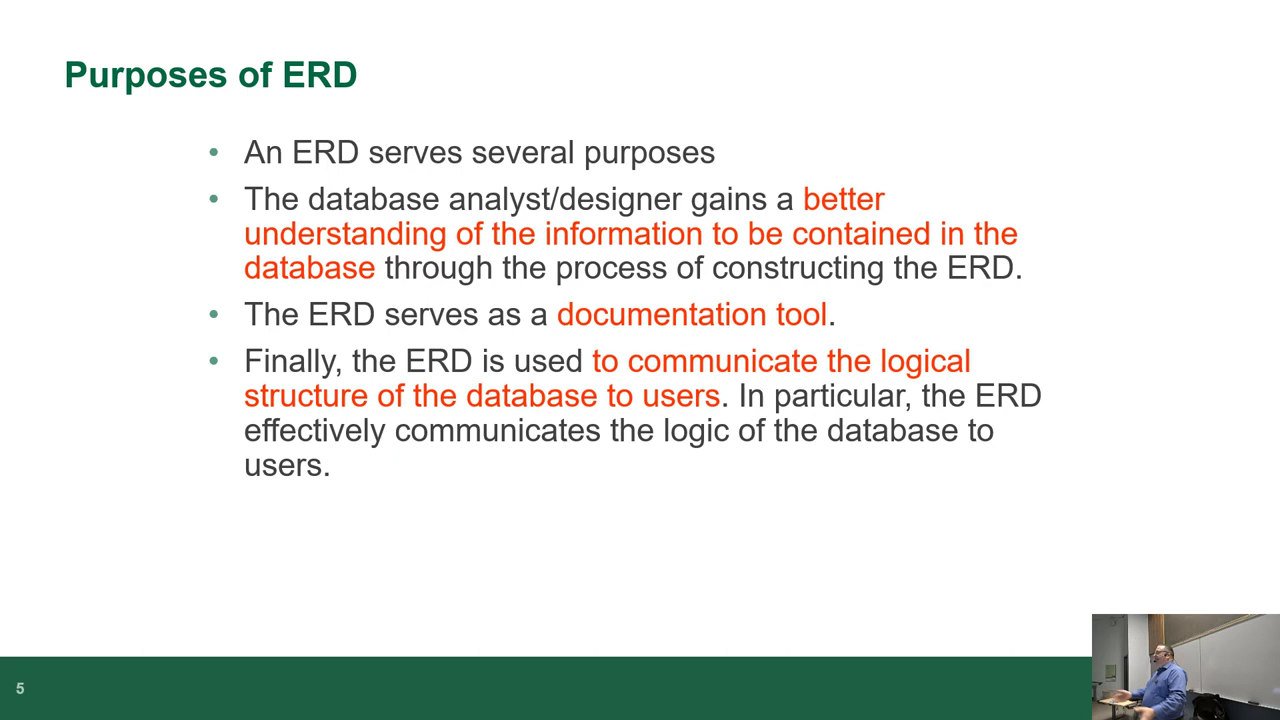 Purposes of ERD
• An ERD serves several purposes
• The database analyst/designer gains a better
understanding of the information to be contained in the
database through the process of constructing the ERD.
• The ERD serves as a documentation tool.
• Finally, the ERD is used to communicate the logical
structure of the database to users. In particular, the ERD
effectively communicates the logic of the database to
users.
5